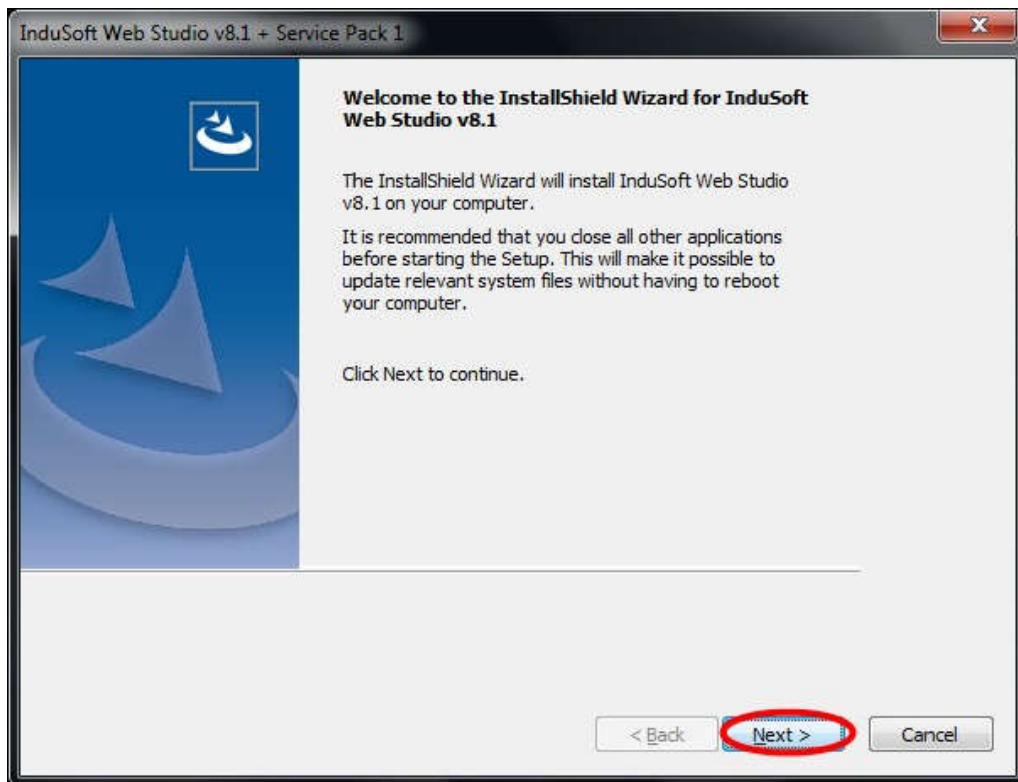 InduSoft Web Studio v8.1 + Service Pack 1
Welcome to the InstallShield Wizard for InduSoft
Web Studio v8.1
The InstallShield Wizard will install InduSoft Web Studio
v8.1 on your computer.
It is recommended that you close all other applications
before starting the Setup. This will make it possible to
update relevant system files without having to reboot
your computer.
Click Next to continue.
< Back Next > Cancel